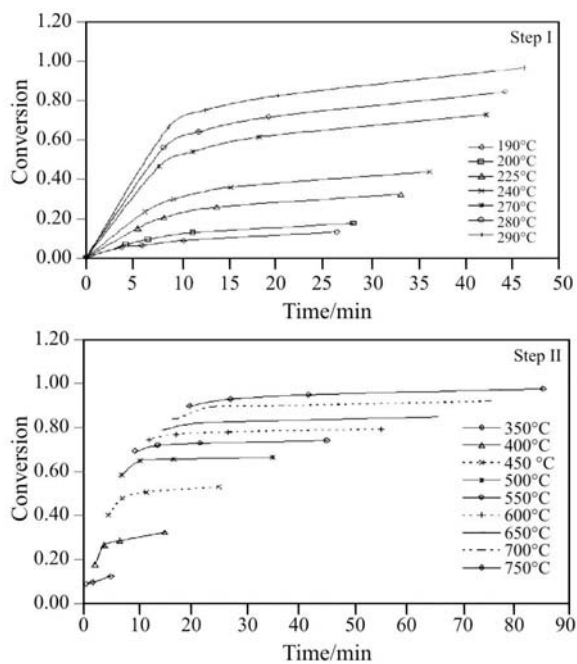 1.20
Step I
1.00
0.80
0.60
0.40
0.20
0.00
Conversion
190°C
200°C
225°C
240°C
270°C
280°C
290°C
0 5 10 15 20 25 30 35 40 45 50
Time/min
1.20
Step II
1.00
0.80
0.60
0.40
0.20
0.00
Conversion
350°C
400°C
450 °C
500°C
550°C
600°C
650°C
700°C
750°C
0 10 20 30 40 50 60 70 80 90
Time/min